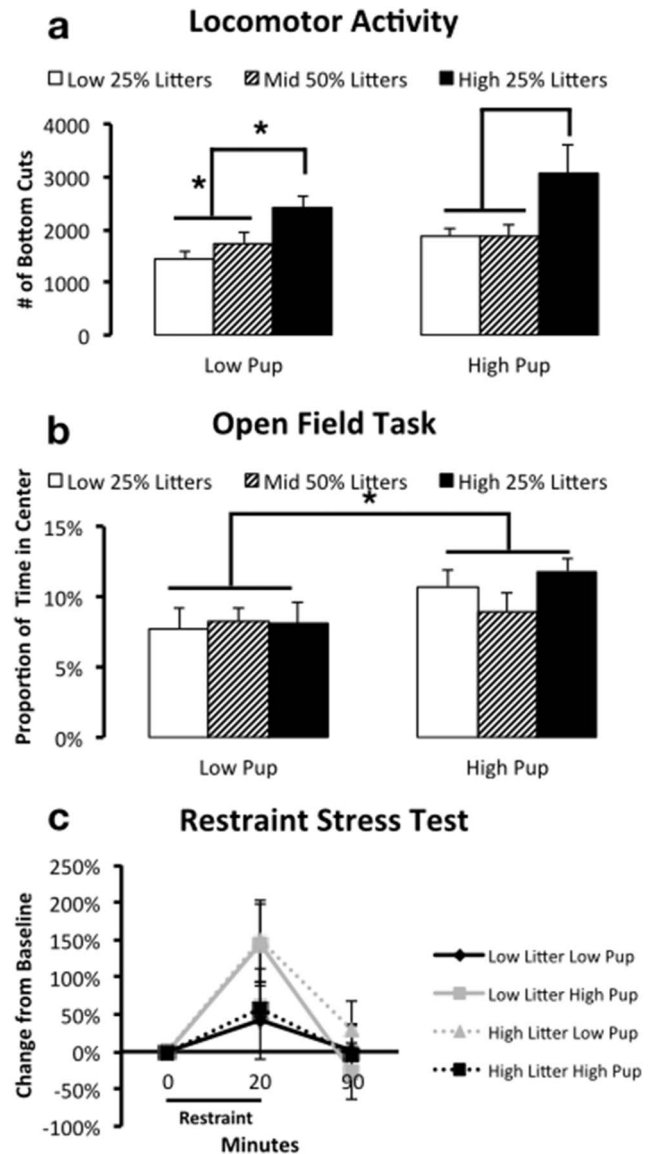 a Locomotor Activity
Low 25% Litters Mid 50% Litters High 25% Litters
# of Bottom Cuts
4000
3000
2000
1000
0
*
*
Low Pup High Pup
b Open Field Task
Low 25% Litters Mid 50% Litters High 25% Litters
*
Proportion of Time in Center
15%
10%
5%
0%
Low Pup High Pup
c Restraint Stress Test
Change from Baseline
250%
200%
150%
100%
50%
0%
-50%
-100%
0 20 90
Restraint
Minutes
Low Litter Low Pup
Low Litter High Pup
High Litter Low Pup
High Litter High Pup